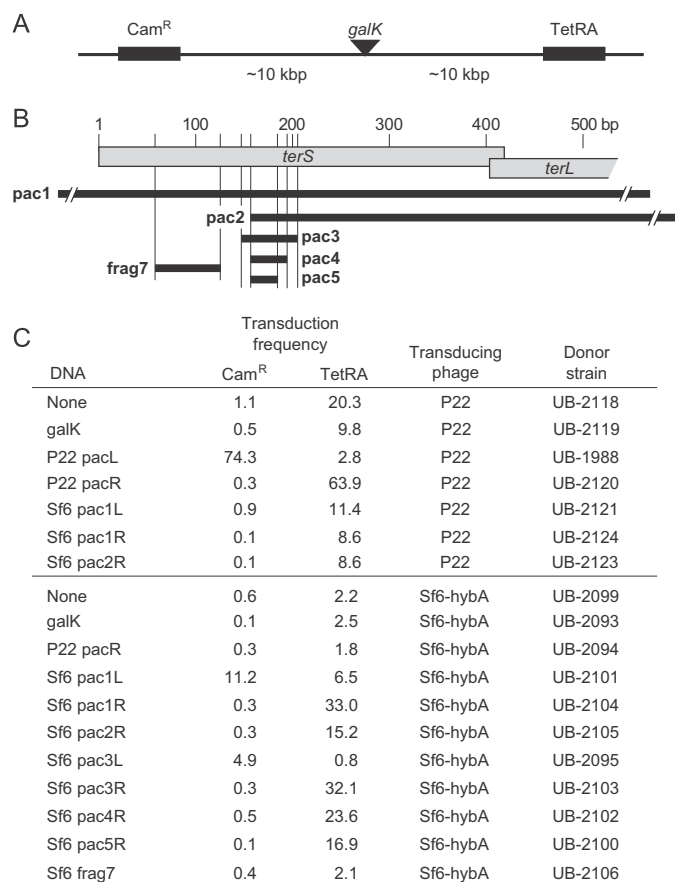 A
Cam^R galK TetRA
~10 kbp ~10 kbp
B
1 100 200 300 400 500 bp
terS
terL
pac1
pac2
pac3
pac4
frag7
pac5
C
Transduction frequency
DNA Cam^R TetRA Transducing phage Donor strain
None 1.1 20.3 P22 UB-2118
galK 0.5 9.8 P22 UB-2119
P22 pacL 74.3 2.8 P22 UB-1988
P22 pacR 0.3 63.9 P22 UB-2120
Sf6 pac1L 0.9 11.4 P22 UB-2121
Sf6 pac1R 0.1 8.6 P22 UB-2124
Sf6 pac2R 0.1 8.6 P22 UB-2123
None 0.6 2.2 Sf6-hybA UB-2099
galK 0.1 2.5 Sf6-hybA UB-2093
P22 pacR 0.3 1.8 Sf6-hybA UB-2094
Sf6 pac1L 11.2 6.5 Sf6-hybA UB-2101
Sf6 pac1R 0.3 33.0 Sf6-hybA UB-2104
Sf6 pac2R 0.3 15.2 Sf6-hybA UB-2105
Sf6 pac3L 4.9 0.8 Sf6-hybA UB-2095
Sf6 pac3R 0.3 32.1 Sf6-hybA UB-2103
Sf6 pac4R 0.5 23.6 Sf6-hybA UB-2102
Sf6 pac5R 0.1 16.9 Sf6-hybA UB-2100
Sf6 frag7 0.4 2.1 Sf6-hybA UB-2106